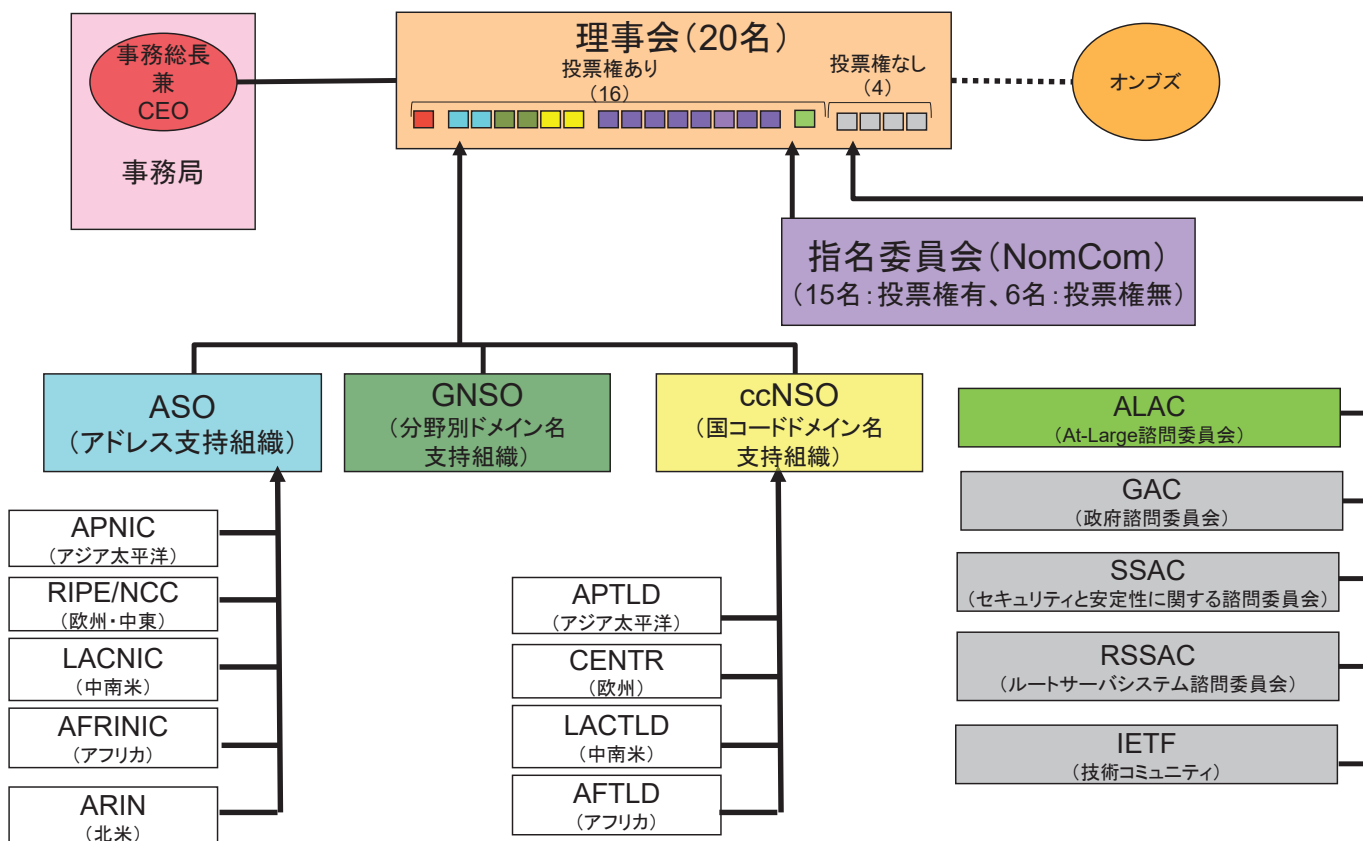 理事会(20名)
事務総長
兼
CEO
事務局
投票権あり
(16)
投票権なし
(4)
オンブズ
指名委員会(NomCom)
(15名:投票権有、6名:投票権無)
ASO
(アドレス支持組織)
GNSO
(分野別ドメイン名
支持組織)
ccNSO
(国コードドメイン名
支持組織)
ALAC
(At-Large諮問委員会)
GAC
(政府諮問委員会)
SSAC
(セキュリティと安定性に関する諮問委員会)
RSSAC
(ルートサーバシステム諮問委員会)
IETF
(技術コミュニティ)
APNIC
(アジア太平洋)
RIPE/NCC
(欧州・中東)
LACNIC
(中南米)
AFRINIC
(アフリカ)
ARIN
(北米)
APTLD
(アジア太平洋)
CENTR
(欧州)
LACTLD
(中南米)
AFTLD
(アフリカ)